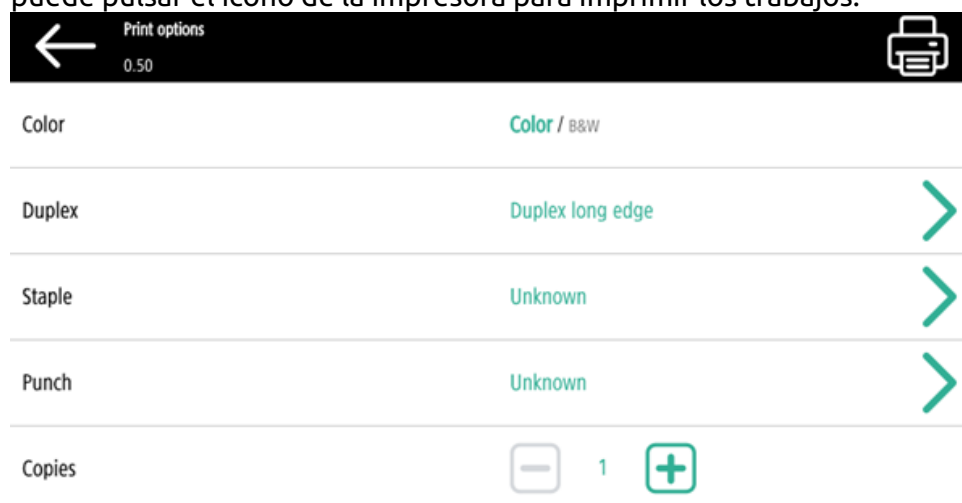 puede pulsar el icono de la impresora para imprimir los trabajos.
Print options
0.50
Color Color / B&W
Duplex Duplex long edge
Staple Unknown
Punch Unknown
Copies 1